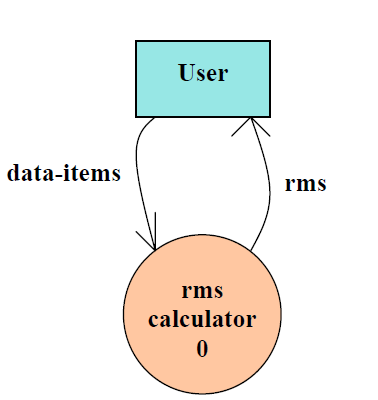 User
data-items
rms
rms
calculator
0